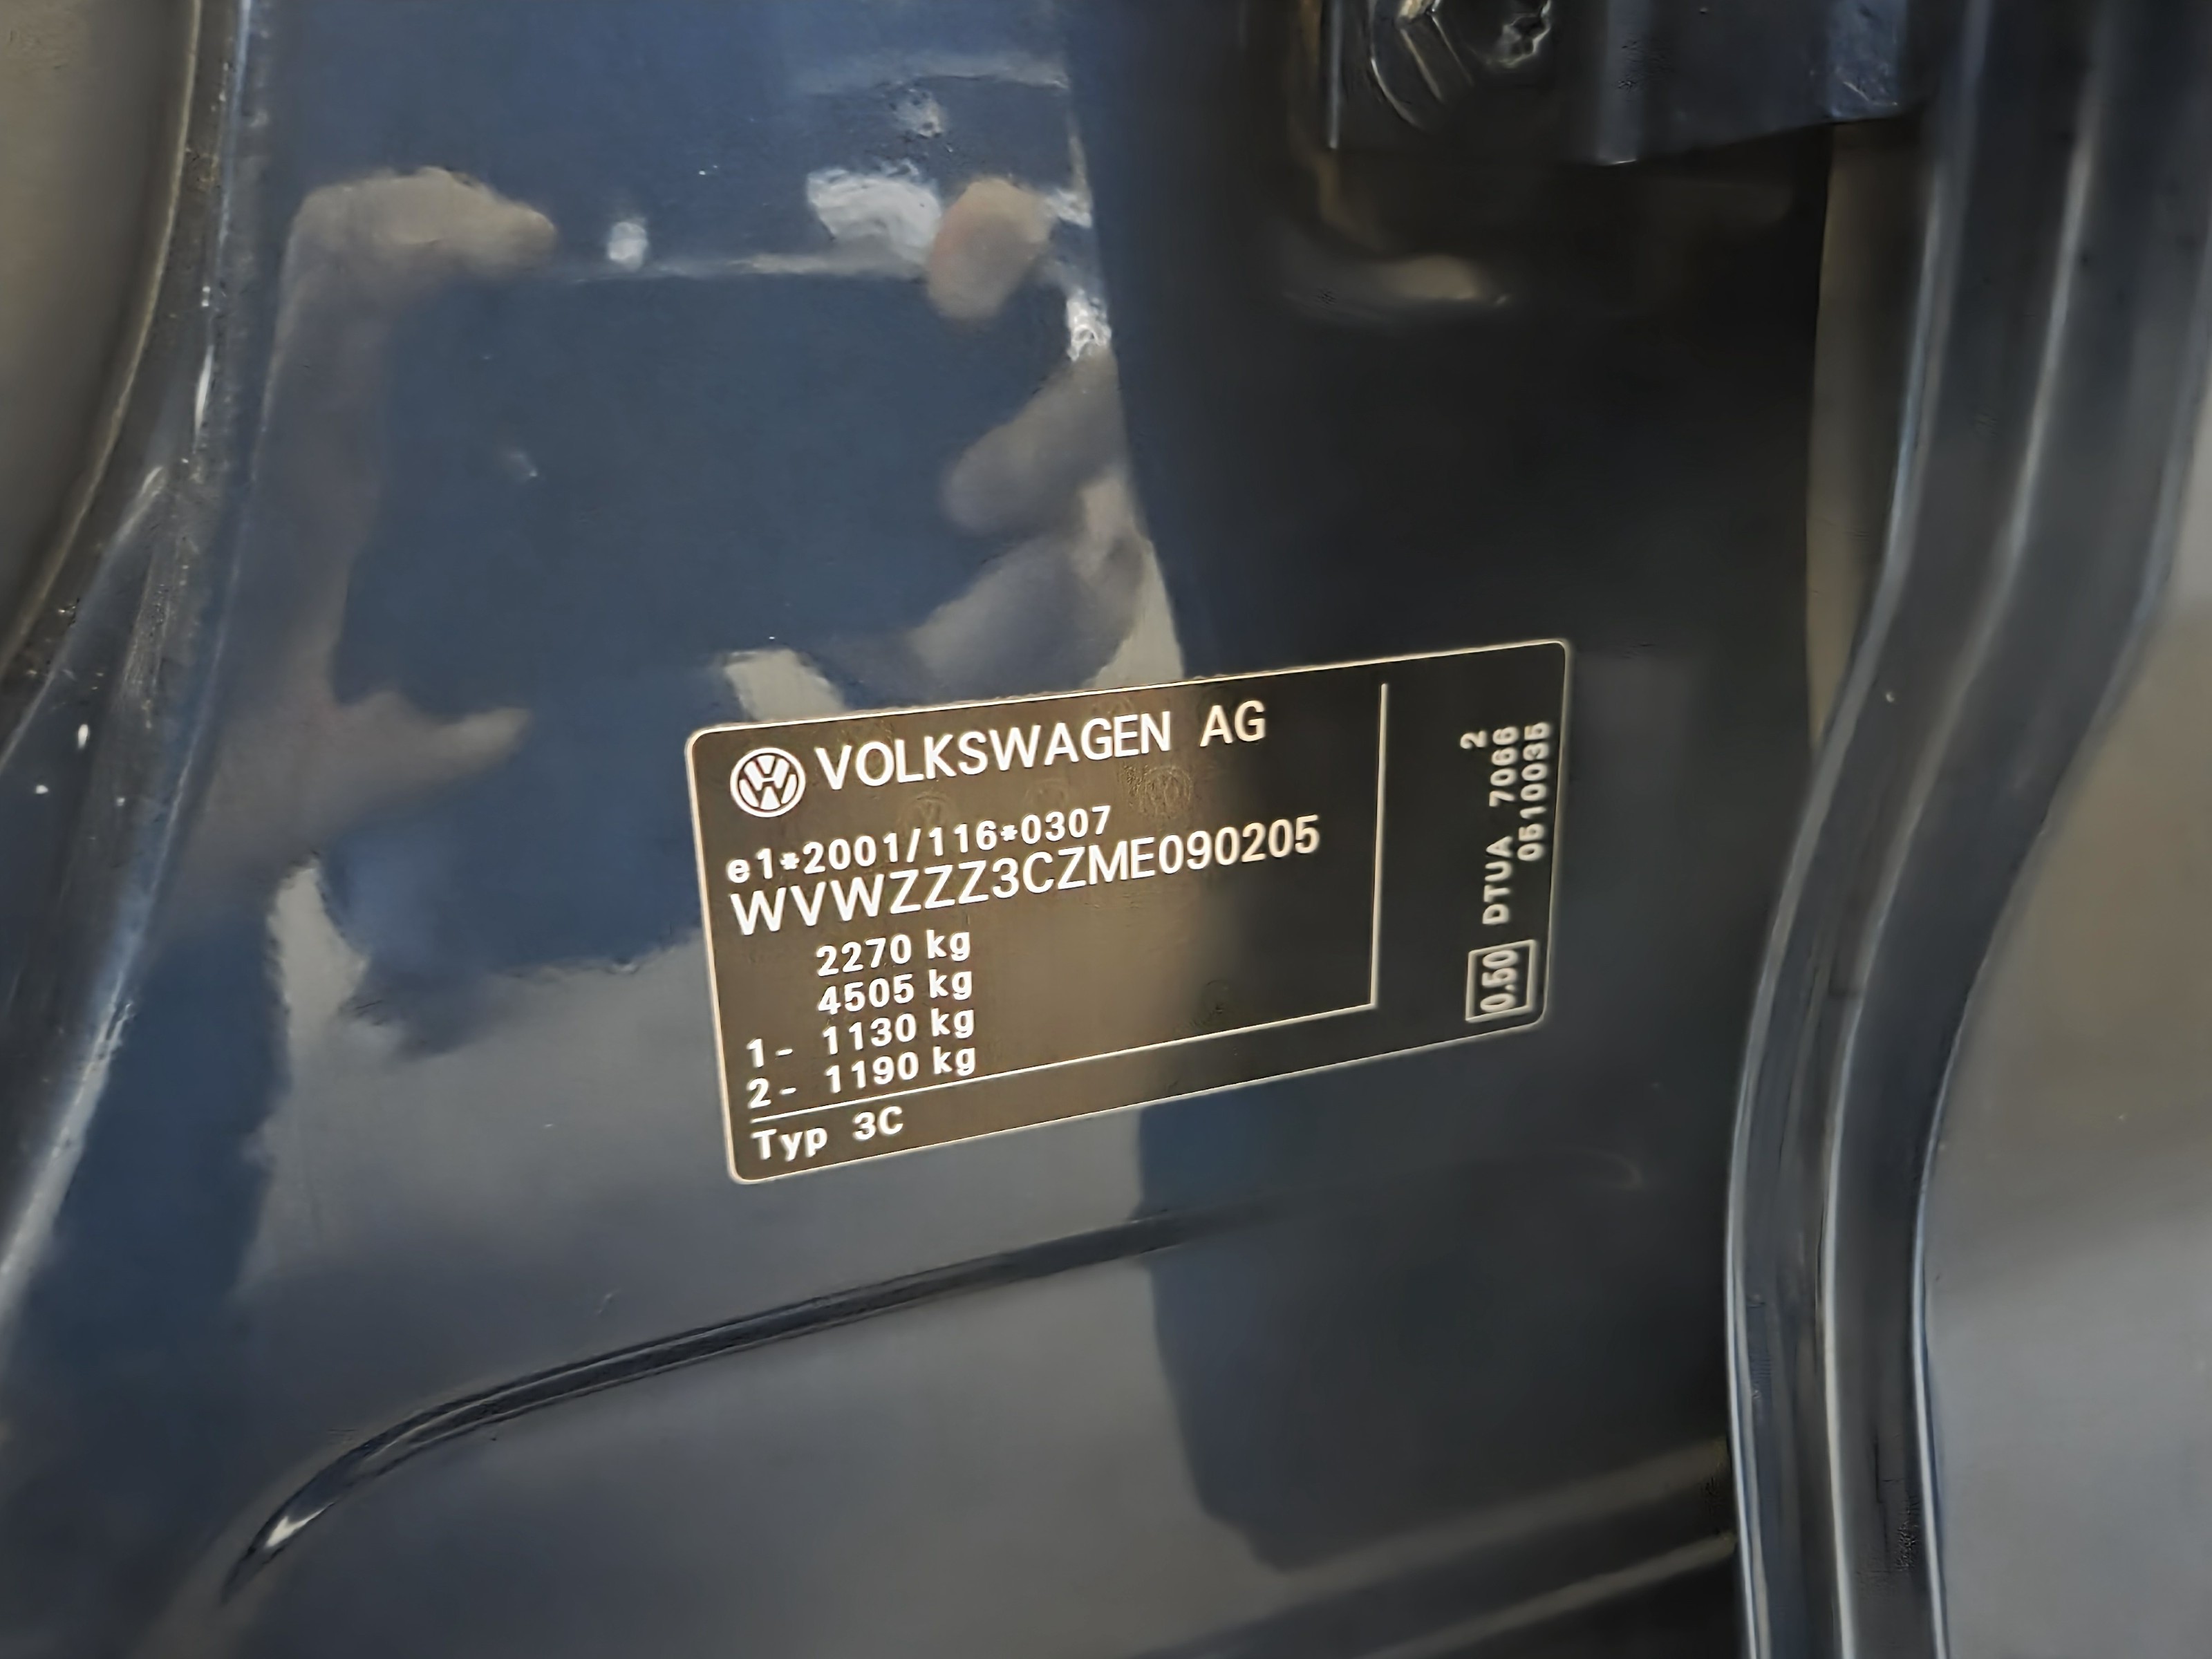 VOLKSWAGEN AG
e1*2001/116*0307
WVWZZZ3CZME090205
2270 kg
4505 kg
1- 1130 kg
2- 1190 kg
Typ 3C
2
DTUA 7066
0510035
0.50